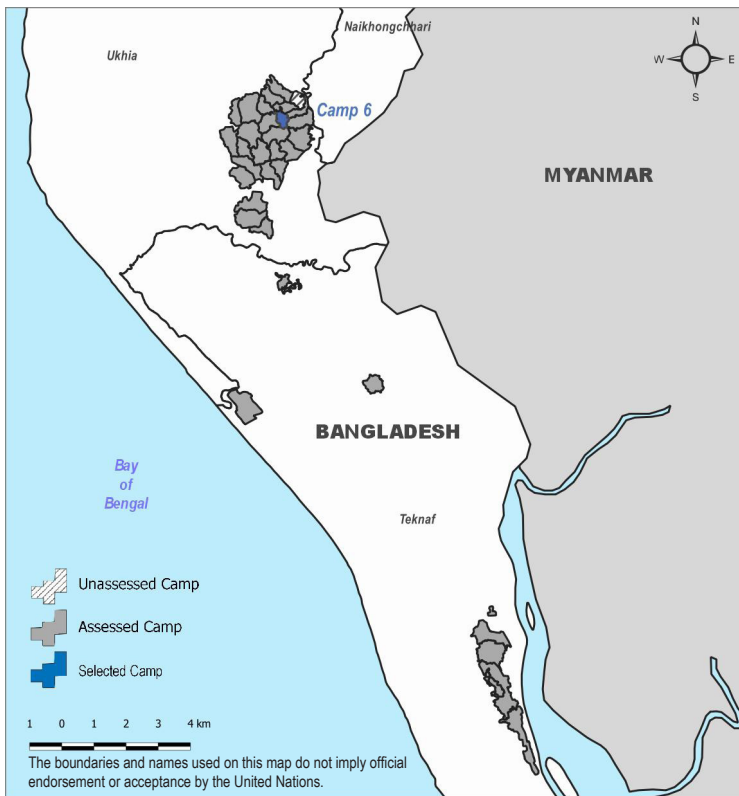 Naikhongchhari
Ukhia
N
W
E
S
Camp 6
MYANMAR
BANGLADESH
Bay
of
Bengal
Teknaf
Unassessed Camp
Assessed Camp
Selected Camp
1 0 1 2 3 4 km
The boundaries and names used on this map do not imply official
endorsement or acceptance by the United Nations.